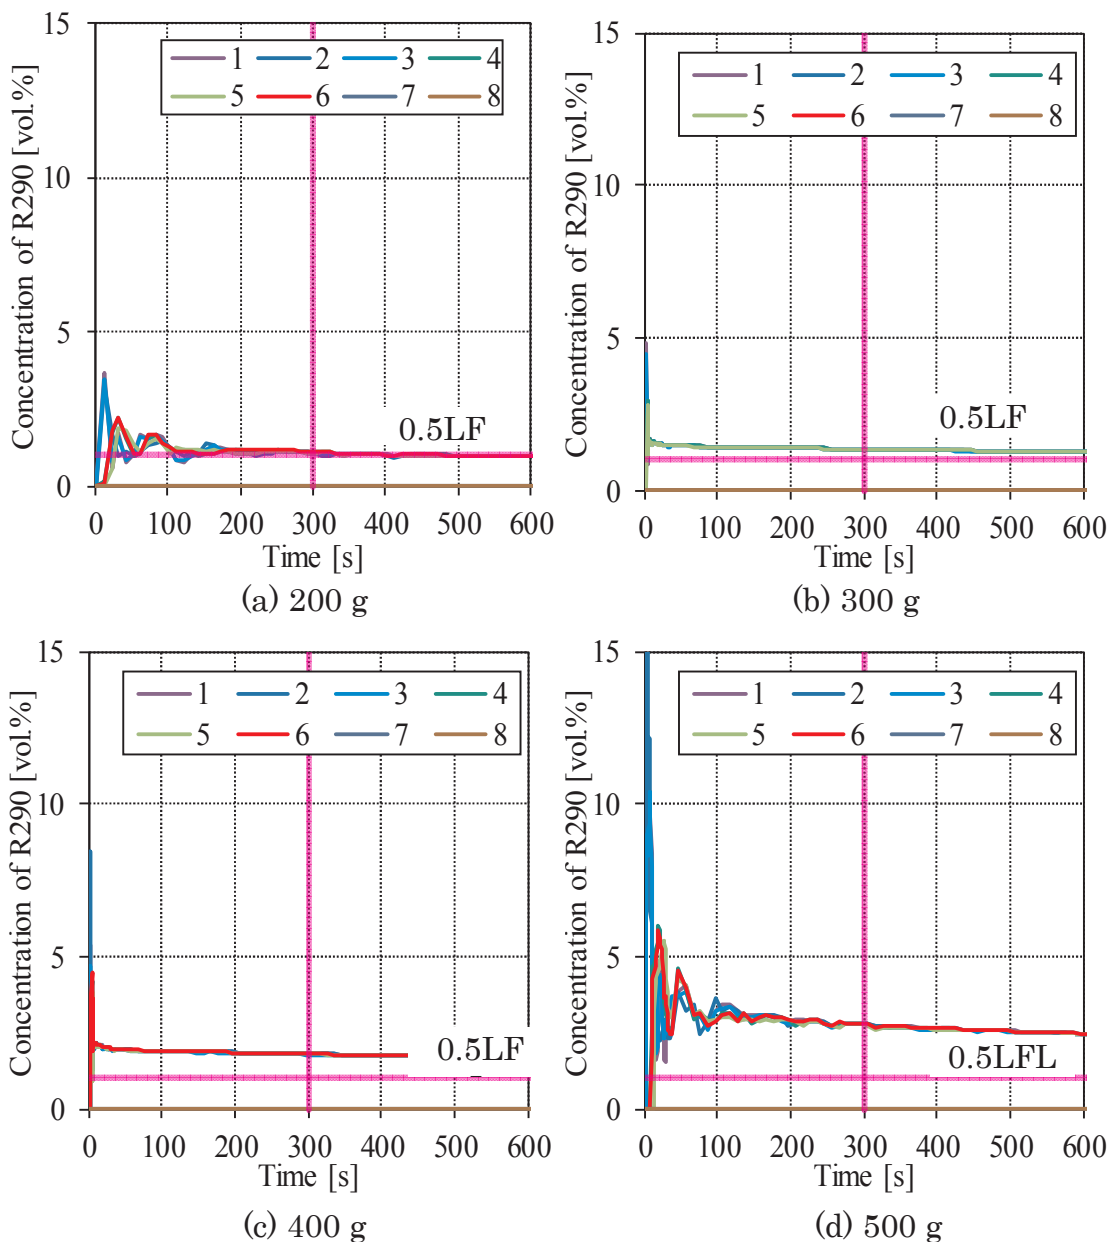 15
10
5
0
Concentration of R290 [vol.%]
1 2 3 4
5 6 7 8
0.5LF
0 100 200 300 400 500 600
Time [s]
(a) 200 g
15
10
5
0
Concentration of R290 [vol.%]
1 2 3 4
5 6 7 8
0.5LF
0 100 200 300 400 500 600
Time [s]
(b) 300 g
15
10
5
0
Concentration of R290 [vol.%]
1 2 3 4
5 6 7 8
0.5LF
0 100 200 300 400 500 600
Time [s]
(c) 400 g
15
10
5
0
Concentration of R290 [vol.%]
1 2 3 4
5 6 7 8
0.5LFL
0 100 200 300 400 500 600
Time [s]
(d) 500 g